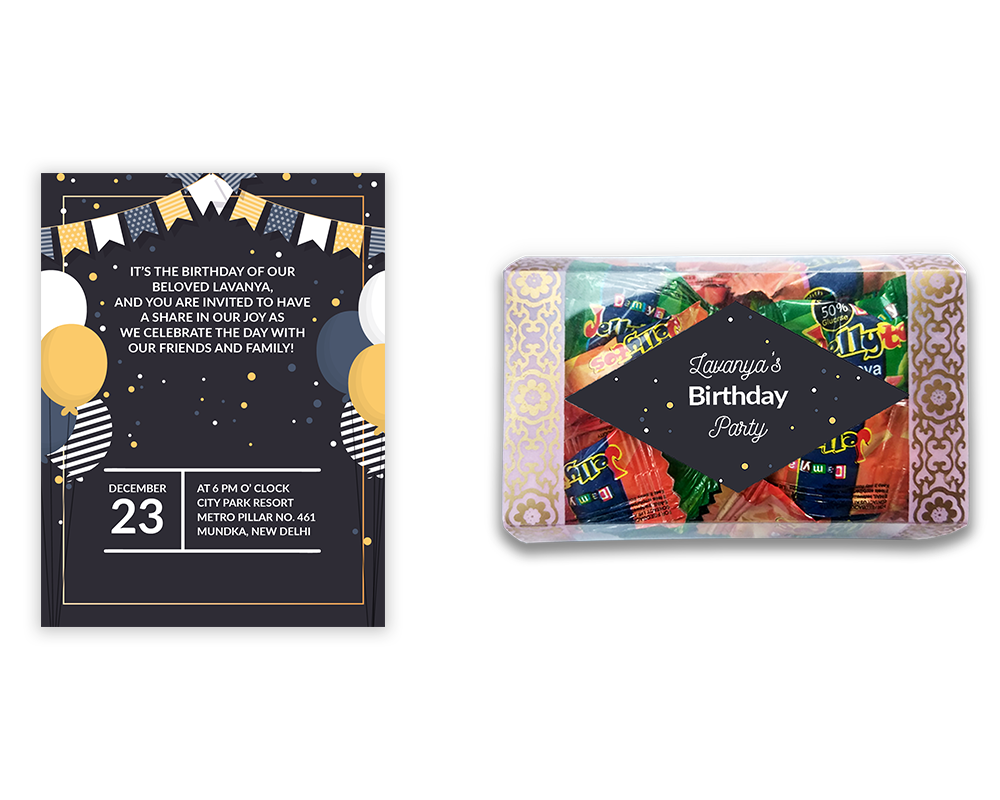 IT'S THE BIRTHDAY OF OUR
BELOVED LAVANYA,
AND YOU ARE INVITED TO HAVE
A SHARE IN OUR JOY AS
WE CELEBRATE THE DAY WITH
OUR FRIENDS AND FAMILY!
DECEMBER
23
AT 6 PM O' CLOCK
CITY PARK RESORT
METRO PILLAR NO. 461
MUNDKA, NEW DELHI
50%
Glucose
Lavanya's
Birthday
Party